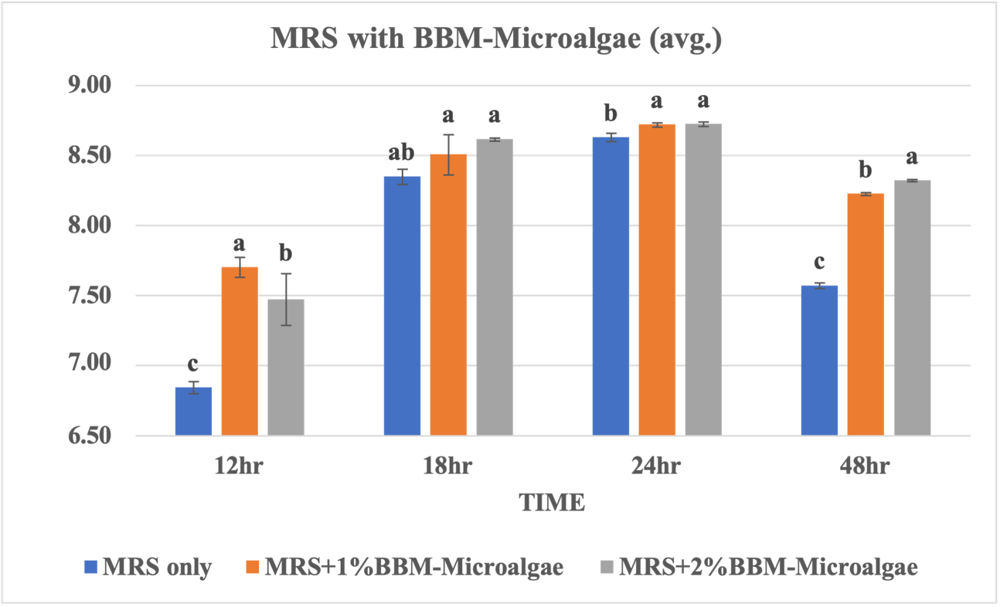 MRS with BBM-Microalgae (avg.)
9.00
8.50
8.00
7.50
7.00
6.50
c
a
b
ab
a
a
b
a
a
c
b
a
12hr
18hr
24hr
48hr
TIME
MRS only
MRS+1%BBM-Microalgae
MRS+2%BBM-Microalgae